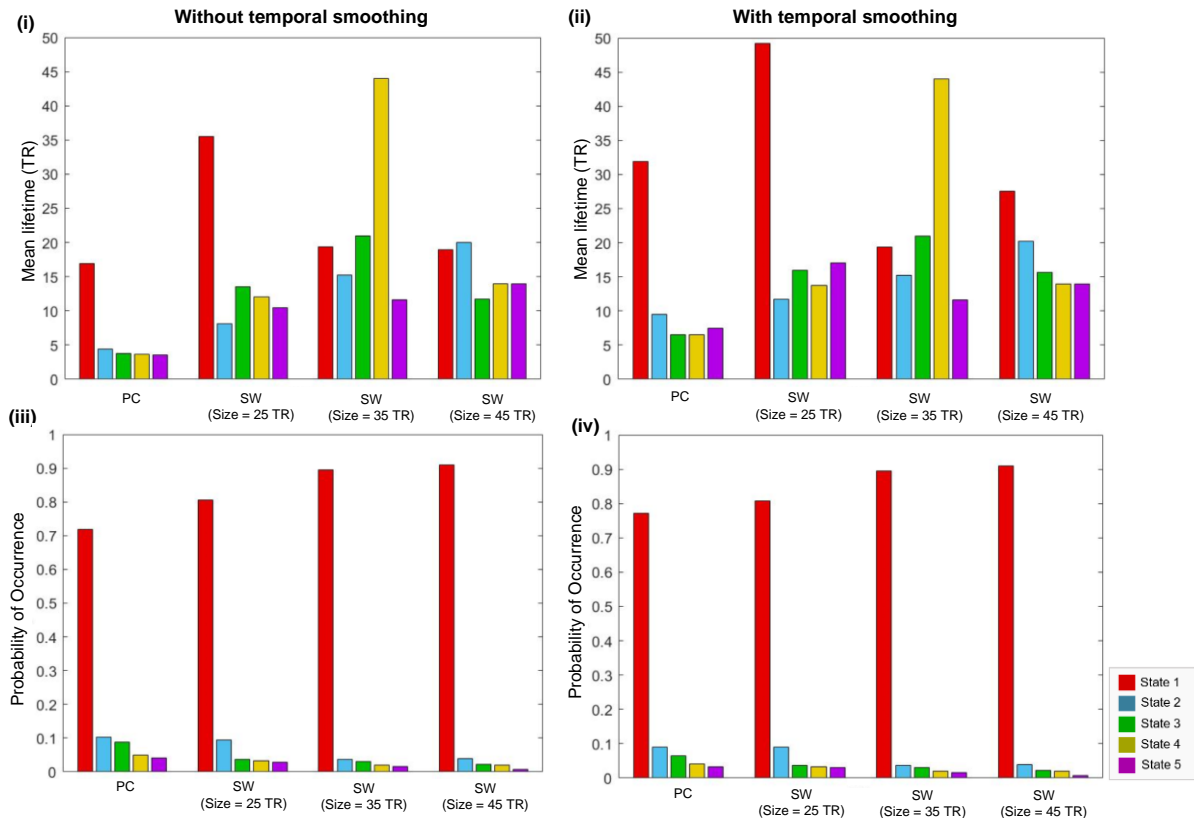 Without temporal smoothing
With temporal smoothing
(i)
(ii)
50
45
40
35
30
25
20
15
10
5
0
Mean lifetime (TR)
PC
SW
(Size = 25 TR)
SW
(Size = 35 TR)
SW
(Size = 45 TR)
50
45
40
35
30
25
20
15
10
5
0
Mean lifetime (TR)
PC
SW
(Size = 25 TR)
SW
(Size = 35 TR)
SW
(Size = 45 TR)
(iii)
(iv)
1
0.9
0.8
0.7
0.6
0.5
0.4
0.3
0.2
0.1
0
Probability of Occurrence
PC
SW
(Size = 25 TR)
SW
(Size = 35 TR)
SW
(Size = 45 TR)
1
0.9
0.8
0.7
0.6
0.5
0.4
0.3
0.2
0.1
0
Probability of Occurrence
PC
SW
(Size = 25 TR)
SW
(Size = 35 TR)
SW
(Size = 45 TR)
State 1
State 2
State 3
State 4
State 5